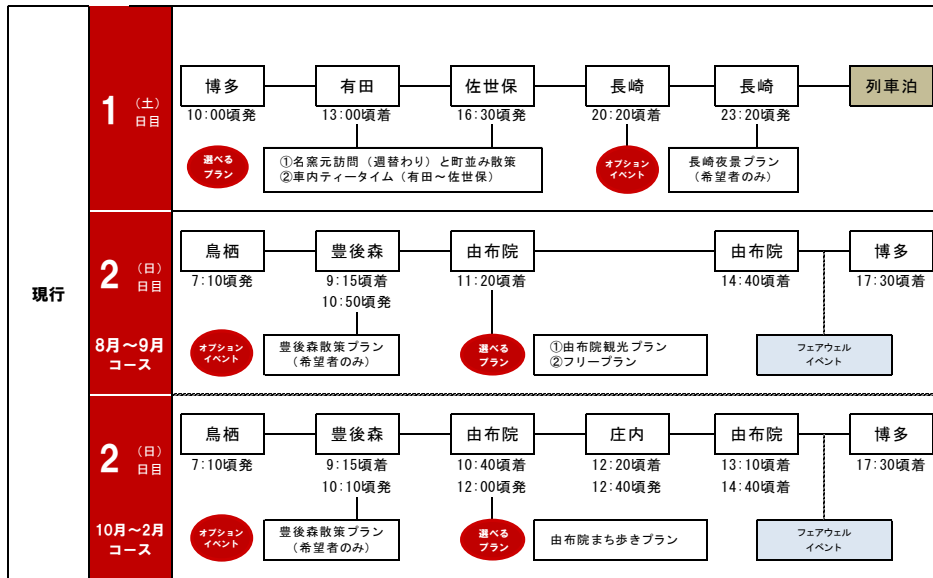 現行
1
(土)
日目
博多
10:00頃発
有田
13:00頃着
佐世保
16:30頃発
長崎
20:20頃着
長崎
23:20頃発
列車泊
選べる
プラン
①名窯元訪問(週替わり)と町並み散策
②車内ティータイム(有田〜佐世保)
オプション
イベント
長崎夜景プラン
(希望者のみ)
2
(日)
日目
8月〜9月
コース
鳥栖
7:10頃発
豊後森
9:15頃着
10:50頃発
由布院
11:20頃着
由布院
14:40頃着
博多
17:30頃着
オプション
イベント
豊後森散策プラン
(希望者のみ)
選べる
プラン
①由布院観光プラン
②フリープラン
フェアウェル
イベント
2
(日)
日目
10月〜2月
コース
鳥栖
7:10頃発
豊後森
9:15頃着
10:10頃発
由布院
10:40頃着
12:00頃発
庄内
12:20頃着
12:40頃発
由布院
13:10頃着
14:40頃着
博多
17:30頃着
オプション
イベント
豊後森散策プラン
(希望者のみ)
選べる
プラン
由布院まち歩きプラン
フェアウェル
イベント